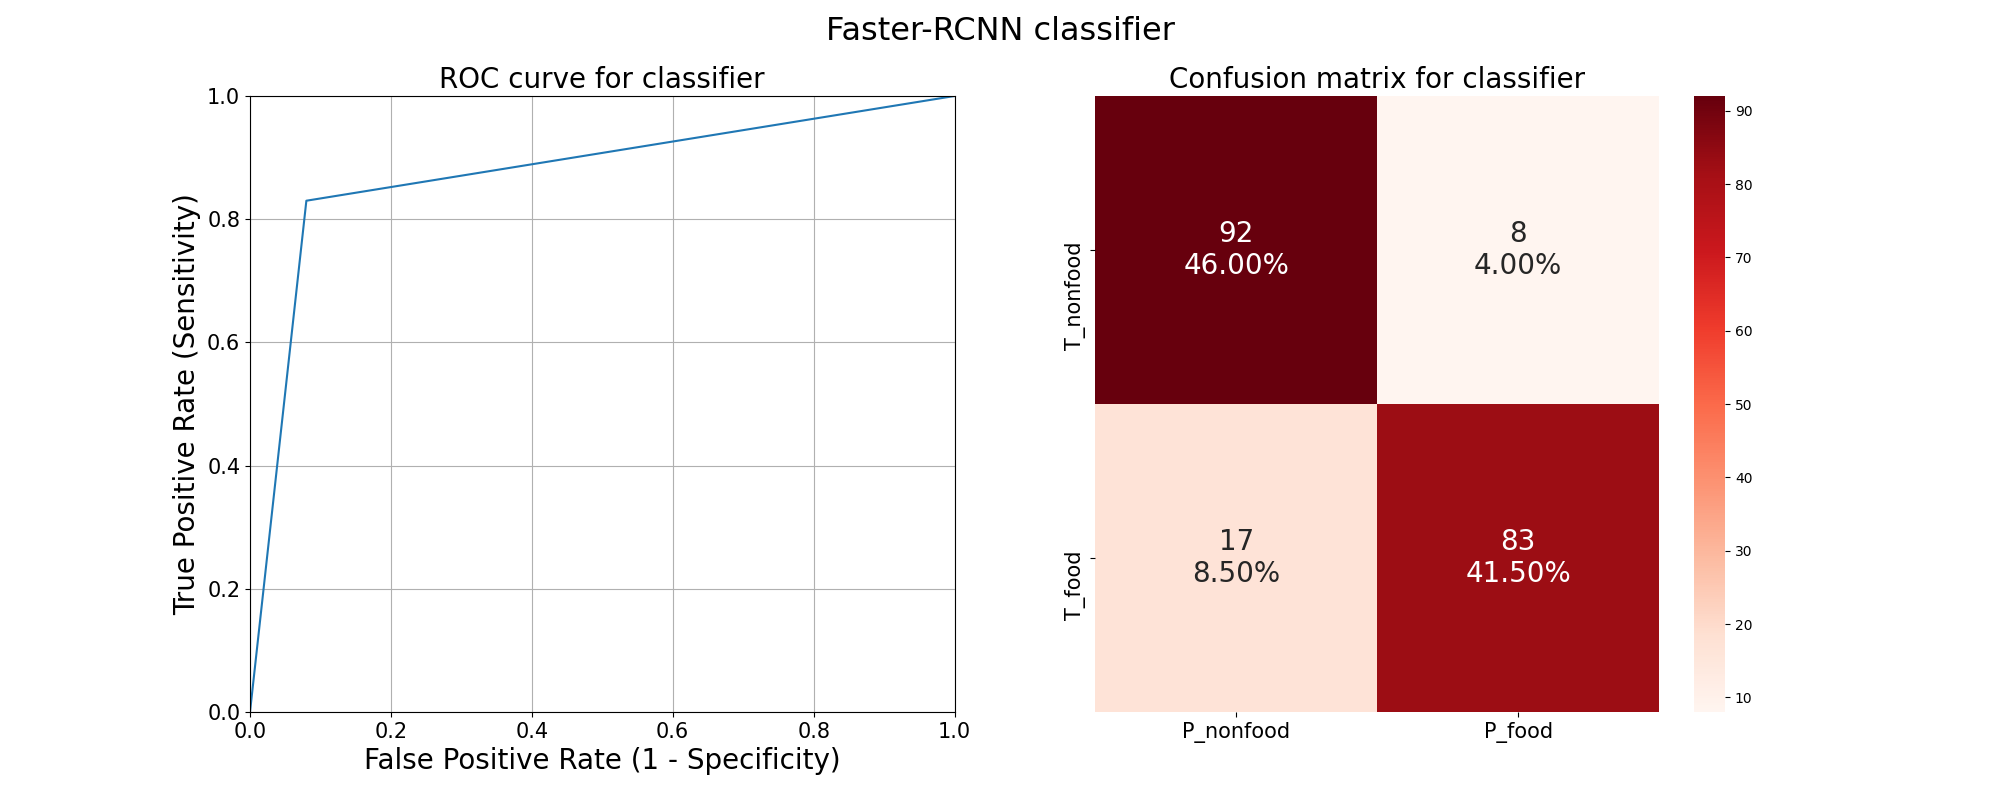 Faster-RCNN classifier
ROC curve for classifier
1.0
0.8
0.6
0.4
0.2
0.0
True Positive Rate (Sensitivity)
0.0 0.2 0.4 0.6 0.8 1.0
False Positive Rate (1 - Specificity)
Confusion matrix for classifier
T_nonfood
T_food
92
46.00%
8
4.00%
17
8.50%
83
41.50%
P_nonfood P_food
90
80
70
60
50
40
30
20
10